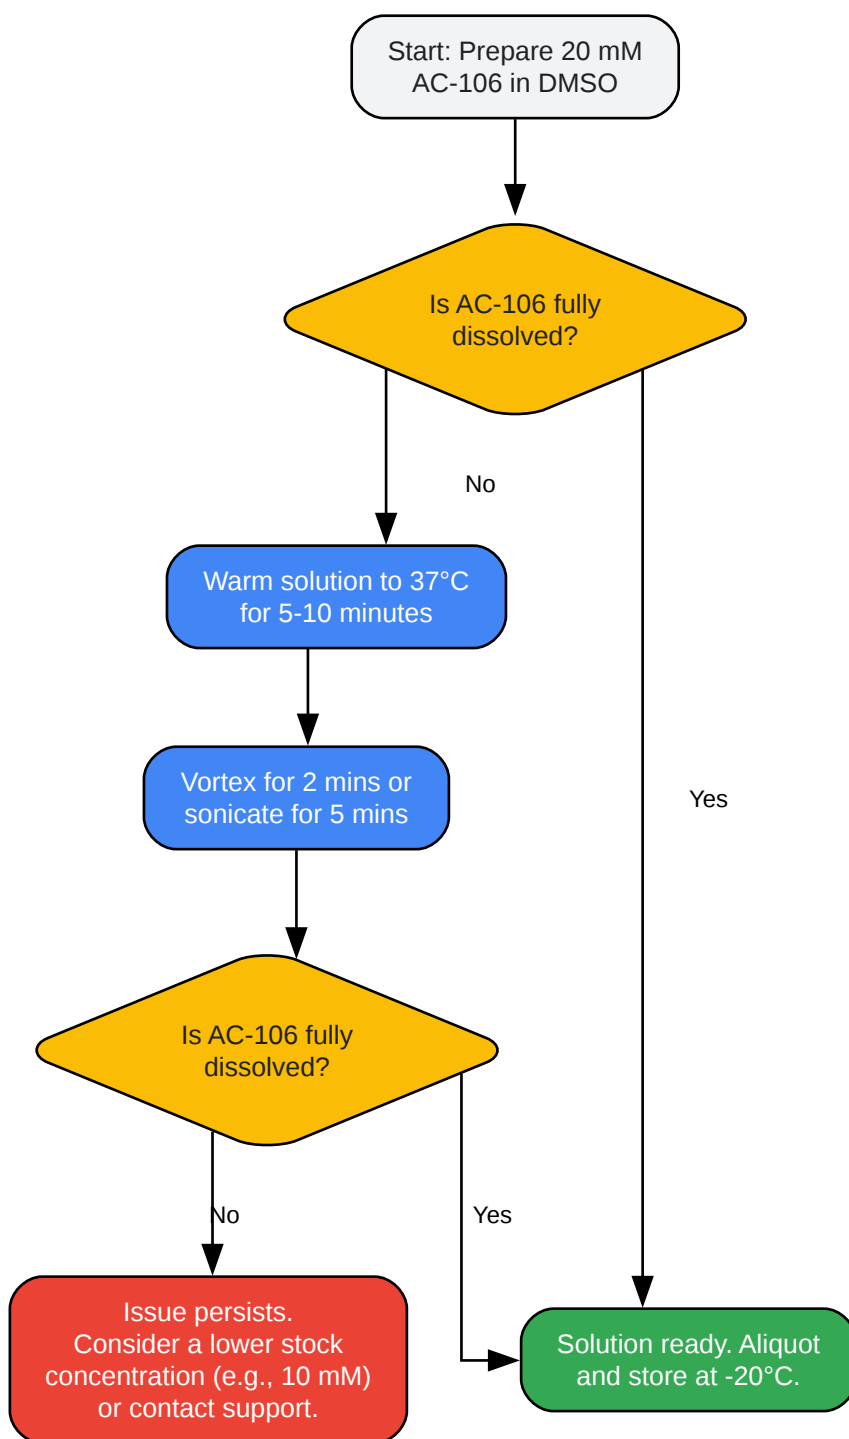 Start: Prepare 20 mM
AC-106 in DMSO
Is AC-106 fully
dissolved?
No
Warm solution to 37°C
for 5-10 minutes
Vortex for 2 mins or
sonicate for 5 mins
Yes
Is AC-106 fully
dissolved?
No
Yes
Issue persists.
Consider a lower stock
concentration (e.g., 10 mM)
or contact support.
Solution ready. Aliquot
and store at -20°C.